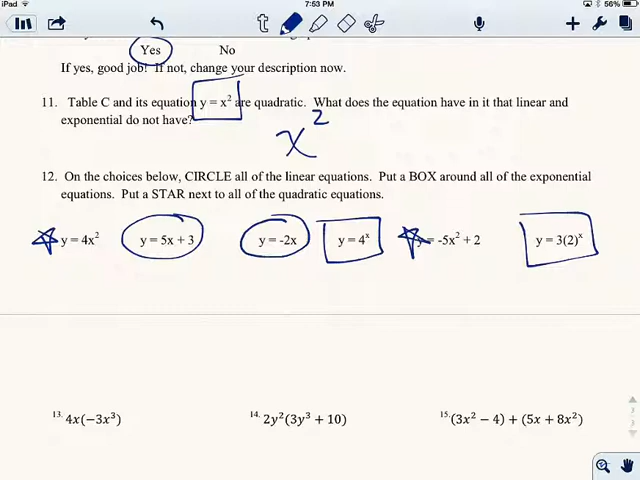 iPad
7:53 PM
56%
t
Yes No
If yes, good job! If not, change your description now.
11. Table C and its equation y = x² are quadratic. What does the equation have in it that linear and
exponential do not have?
x²
12. On the choices below, CIRCLE all of the linear equations. Put a BOX around all of the exponential
equations. Put a STAR next to all of the quadratic equations.
y = 4x² y = 5x + 3 y = -2x y = 4ˣ y = -5x² + 2 y = 3(2)ˣ
13. 4x(−3x³) 14. 2y²(3y³ + 10) 15. (3x² − 4) + (5x + 8x²)